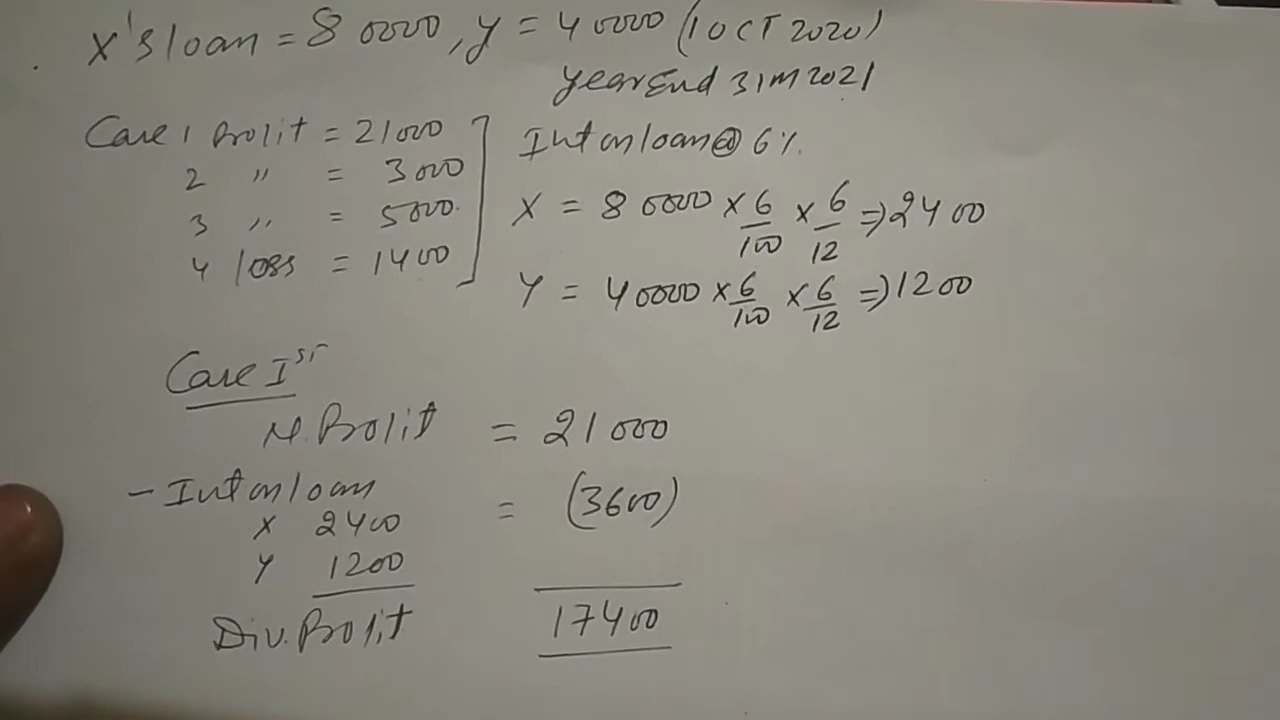 X's loan = 80000, y = 40000 (1 OCT 2020)
year End 31 M 2021
Case 1 Profit = 21000
2 " = 3000
3 " = 5000.
4 loss = 1400
Int on loan @ 6%.
X = 80000 x 6/100 x 6/12 => 2400
Y = 40000 x 6/100 x 6/12 => 1200
Case Ist
N. Profit = 21000
- Int on loan = (3600)
X 2400
Y 1200
Div. Profit 17400